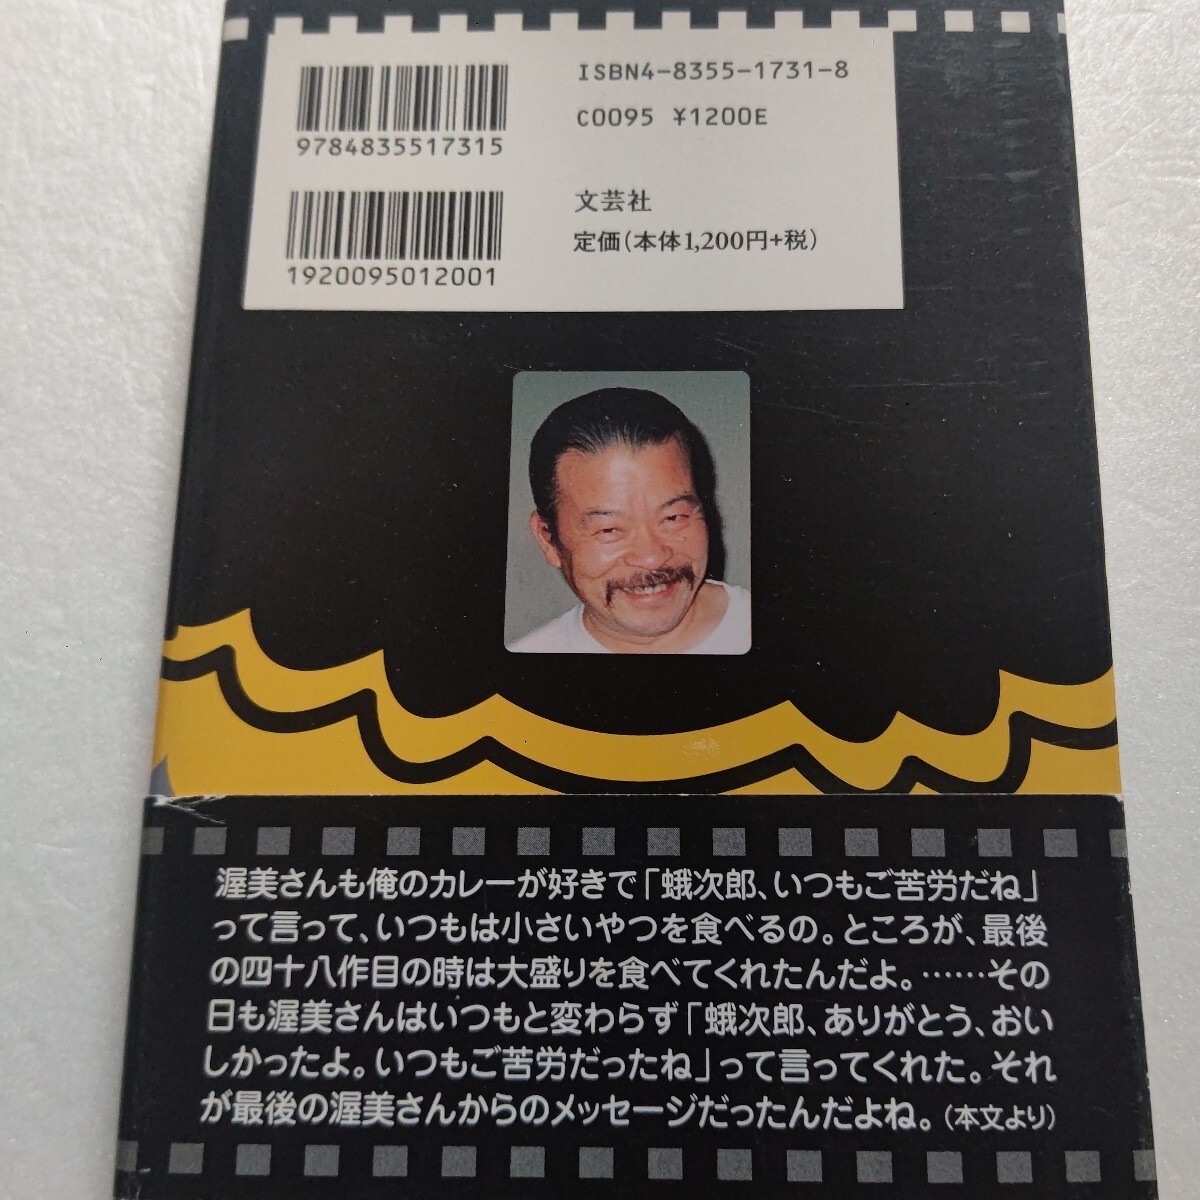 ISBN4-8355-1731-8
C0095 ¥1200E
9784835517315
文芸社
定価(本体1,200円+税)
1920095012001
渥美さんも俺のカレーが好きで「蛾次郎、いつもご苦労だね」
って言って、いつもは小さいやつを食べるの。ところが、最後
の四十八作目の時は大盛りを食べてくれたんだよ。……その
日も渥美さんはいつもと変わらず「蛾次郎、ありがとう、おい
しかったよ。いつもご苦労だったね」って言ってくれた。それ
が最後の渥美さんからのメッセージだったんだよね。(本文より)